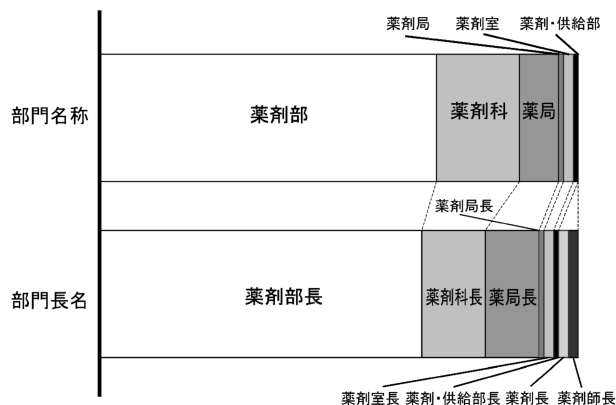 薬剤局 薬剤室 薬剤・供給部
部門名称 薬剤部 薬剤科 薬局
薬剤局長
部門長名 薬剤部長 薬剤科長 薬局長
薬剤室長 薬剤・供給部長 薬剤長 薬剤師長